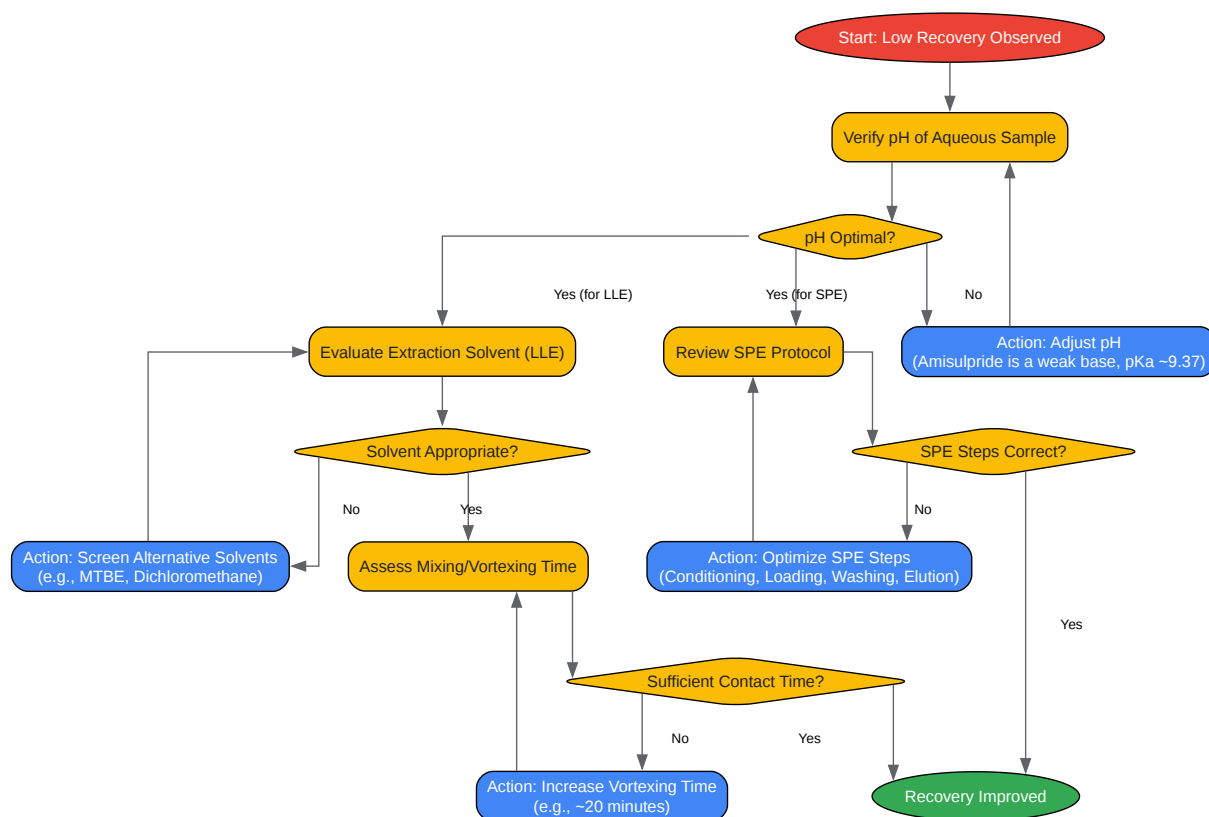 Start: Low Recovery Observed
Verify pH of Aqueous Sample
pH Optimal?
Yes (for LLE)
Yes (for SPE)
No
Evaluate Extraction Solvent (LLE)
Review SPE Protocol
Action: Adjust pH
(Amisulpride is a weak base, pKa ~9.37)
Solvent Appropriate?
SPE Steps Correct?
No
Yes
No
Action: Screen Alternative Solvents
(e.g., MTBE, Dichloromethane)
Assess Mixing/Vortexing Time
Action: Optimize SPE Steps
(Conditioning, Loading, Washing, Elution)
Yes
Sufficient Contact Time?
No
Yes
Action: Increase Vortexing Time
(e.g., ~20 minutes)
Recovery Improved